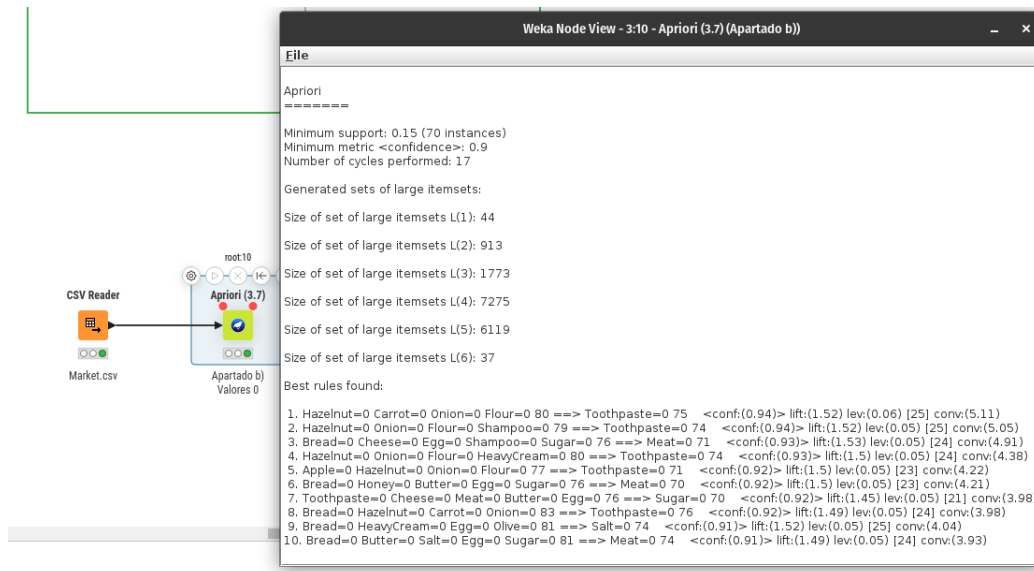 Weka Node View - 3:10 - Apriori (3.7) (Apartado b))
File
Apriori
=======
Minimum support: 0.15 (70 instances)
Minimum metric <confidence>: 0.9
Number of cycles performed: 17
Generated sets of large itemsets:
Size of set of large itemsets L(1): 44
Size of set of large itemsets L(2): 913
Size of set of large itemsets L(3): 1773
Size of set of large itemsets L(4): 7275
Size of set of large itemsets L(5): 6119
Size of set of large itemsets L(6): 37
Best rules found:
1. Hazelnut=0 Carrot=0 Onion=0 Flour=0 80 ==> Toothpaste=0 75 <conf:(0.94)> lift:(1.52) lev:(0.06) [25] conv:(5.11)
2. Hazelnut=0 Onion=0 Flour=0 Shampoo=0 79 ==> Toothpaste=0 74 <conf:(0.94)> lift:(1.52) lev:(0.05) [25] conv:(5.05)
3. Bread=0 Cheese=0 Egg=0 Shampoo=0 Sugar=0 76 ==> Meat=0 71 <conf:(0.93)> lift:(1.53) lev:(0.05) [24] conv:(4.91)
4. Hazelnut=0 Onion=0 Flour=0 HeavyCream=0 80 ==> Toothpaste=0 74 <conf:(0.93)> lift:(1.5) lev:(0.05) [24] conv:(4.38)
5. Apple=0 Hazelnut=0 Onion=0 Flour=0 77 ==> Toothpaste=0 71 <conf:(0.92)> lift:(1.5) lev:(0.05) [23] conv:(4.22)
6. Bread=0 Honey=0 Butter=0 Egg=0 Sugar=0 76 ==> Meat=0 70 <conf:(0.92)> lift:(1.5) lev:(0.05) [23] conv:(4.21)
7. Toothpaste=0 Cheese=0 Meat=0 Butter=0 Egg=0 76 ==> Sugar=0 70 <conf:(0.92)> lift:(1.45) lev:(0.05) [21] conv:(3.98
8. Bread=0 Hazelnut=0 Carrot=0 Onion=0 83 ==> Toothpaste=0 76 <conf:(0.92)> lift:(1.49) lev:(0.05) [24] conv:(3.98)
9. Bread=0 HeavyCream=0 Egg=0 Olive=0 81 ==> Salt=0 74 <conf:(0.91)> lift:(1.52) lev:(0.05) [25] conv:(4.04)
10. Bread=0 Butter=0 Salt=0 Egg=0 Sugar=0 81 ==> Meat=0 74 <conf:(0.91)> lift:(1.49) lev:(0.05) [24] conv:(3.93)
root:10
CSV Reader
Apriori (3.7)
Market.csv
Apartado b)
Valores 0